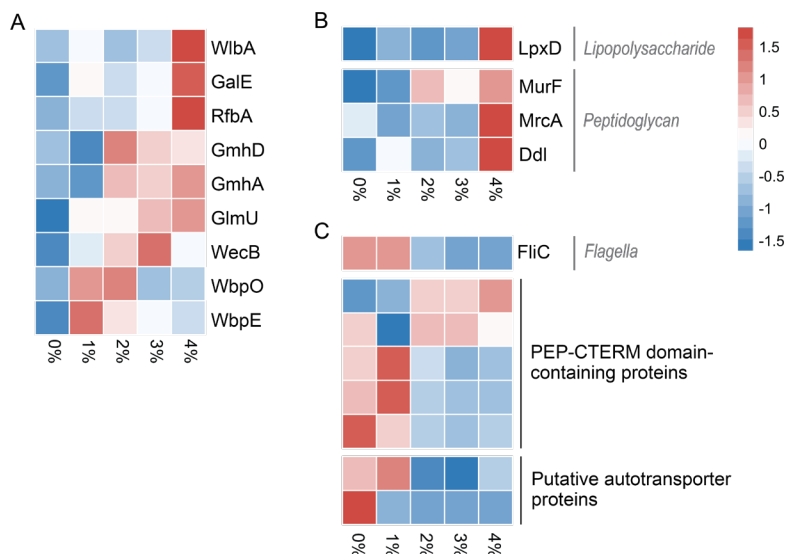 A
WlbA
GalE
RfbA
GmhD
GmhA
GlmU
WecB
WbpO
WbpE
0% 1% 2% 3% 4%
B
LpxD Lipopolysaccharide
MurF
MrcA Peptidoglycan
Ddl
0% 1% 2% 3% 4%
C
FliC Flagella
PEP-CTERM domain-
containing proteins
Putative autotransporter
proteins
0% 1% 2% 3% 4%
1.5
1
0.5
0
-0.5
-1
-1.5